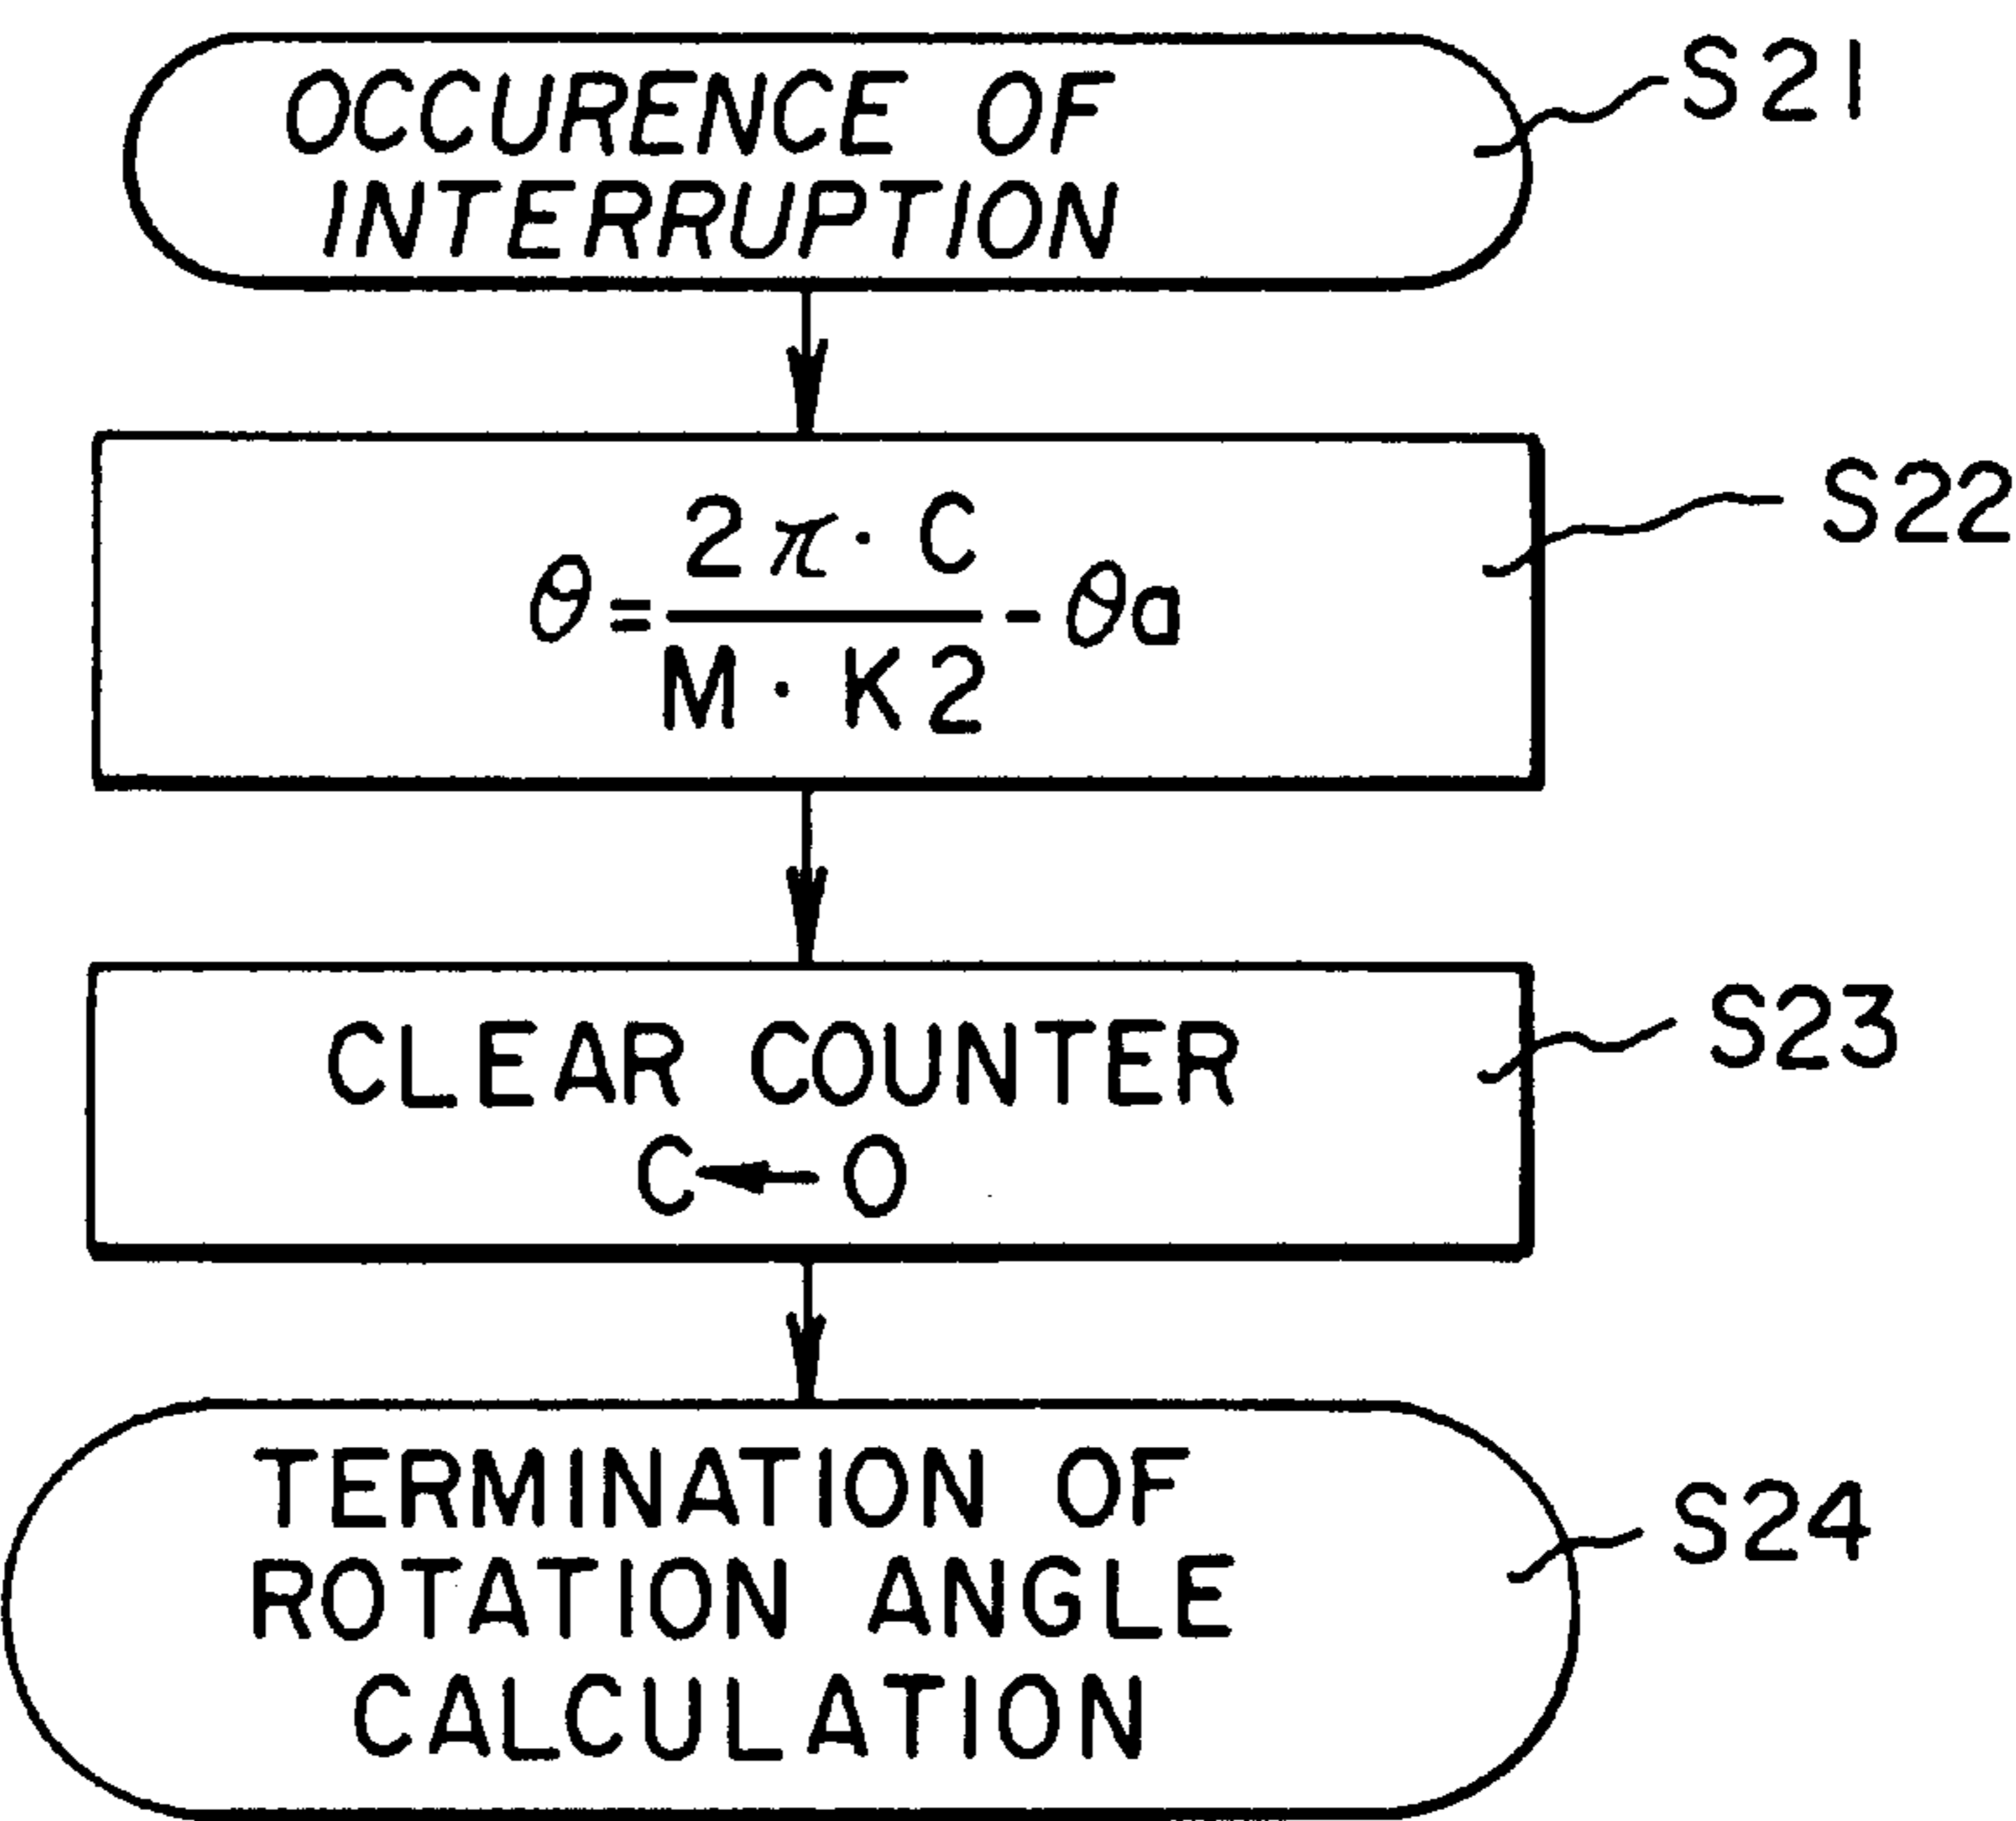 OCCURENCE OF
INTERRUPTION
S21
S22
2π· C
θ= ─── - θa
M · K2
CLEAR COUNTER
C ← 0
S23
TERMINATION OF
ROTATION ANGLE
CALCULATION
S24